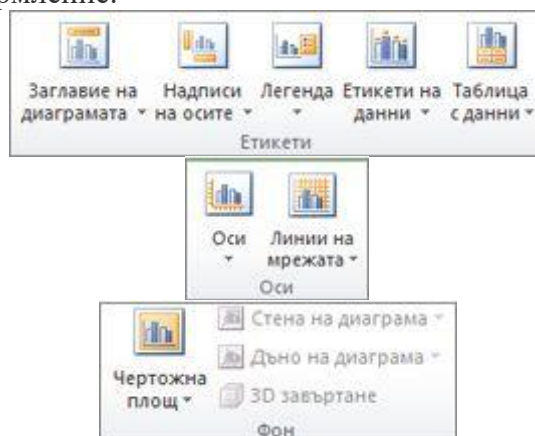 омление.
Заглавие на Надписи Легенда Етикети на Таблица
диаграмата на осите данни с данни
Етикети
Оси Линии на
мрежата
Оси
Стена на диаграма
Дъно на диаграма
Чертожна
площ
3D завъртане
Фон